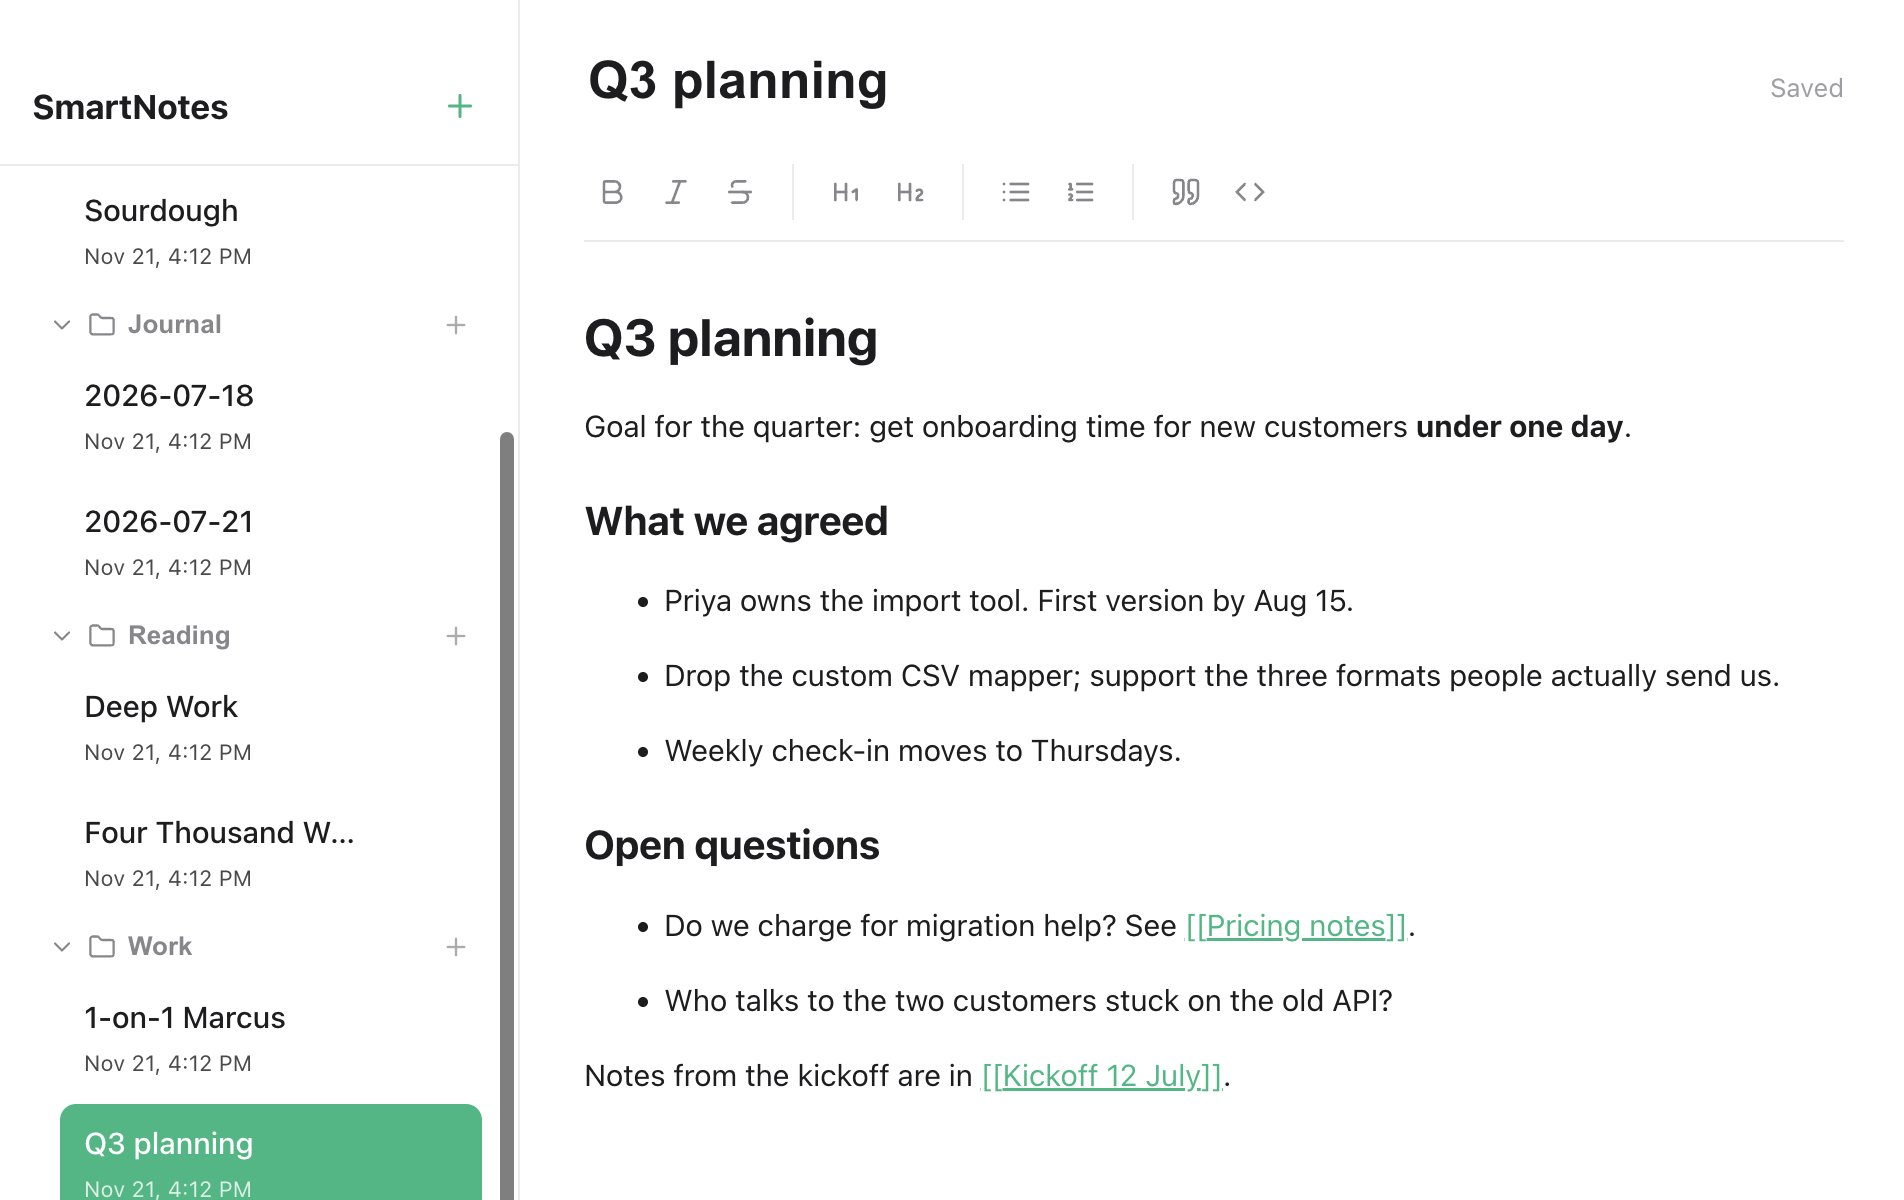 SmartNotes
Sourdough
Nov 21, 4:12 PM
Journal
2026-07-18
Nov 21, 4:12 PM
2026-07-21
Nov 21, 4:12 PM
Reading
Deep Work
Nov 21, 4:12 PM
Four Thousand W...
Nov 21, 4:12 PM
Work
1-on-1 Marcus
Nov 21, 4:12 PM
Q3 planning
Nov 21, 4:12 PM
Q3 planning
Saved
B I S H1 H2
Q3 planning
Goal for the quarter: get onboarding time for new customers under one day.
What we agreed
• Priya owns the import tool. First version by Aug 15.
• Drop the custom CSV mapper; support the three formats people actually send us.
• Weekly check-in moves to Thursdays.
Open questions
• Do we charge for migration help? See [[Pricing notes]].
• Who talks to the two customers stuck on the old API?
Notes from the kickoff are in [[Kickoff 12 July]].